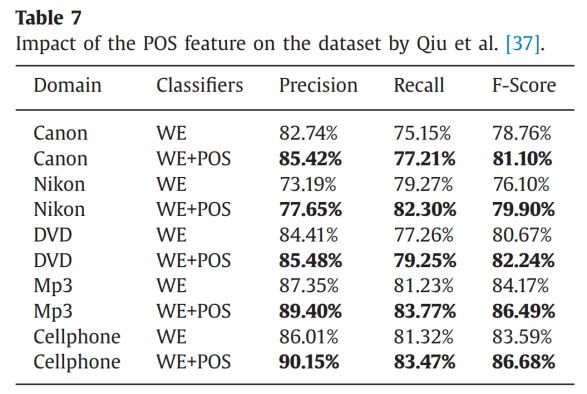 Table 7
Impact of the POS feature on the dataset by Qiu et al. [37].
Domain Classifiers Precision Recall F-Score
Canon WE 82.74% 75.15% 78.76%
Canon WE+POS 85.42% 77.21% 81.10%
Nikon WE 73.19% 79.27% 76.10%
Nikon WE+POS 77.65% 82.30% 79.90%
DVD WE 84.41% 77.26% 80.67%
DVD WE+POS 85.48% 79.25% 82.24%
Mp3 WE 87.35% 81.23% 84.17%
Mp3 WE+POS 89.40% 83.77% 86.49%
Cellphone WE 86.01% 81.32% 83.59%
Cellphone WE+POS 90.15% 83.47% 86.68%